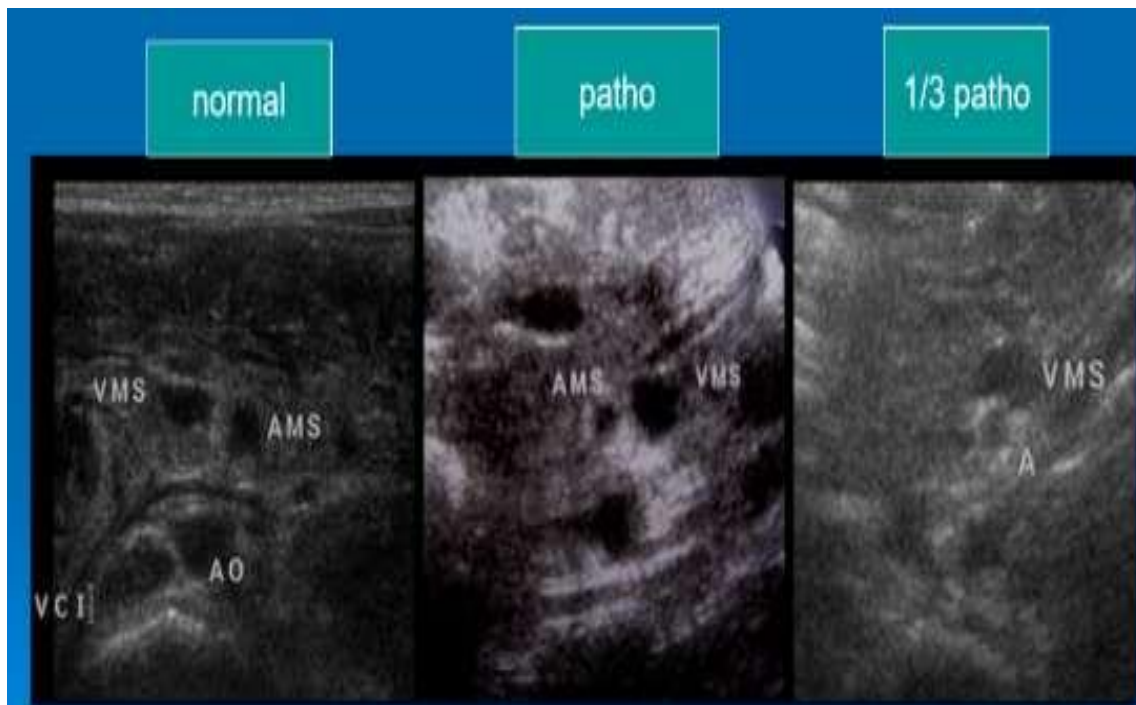 normal
patho
1/3 patho
VMS
AMS
AO
VCI
AMS
VMS
VMS
A